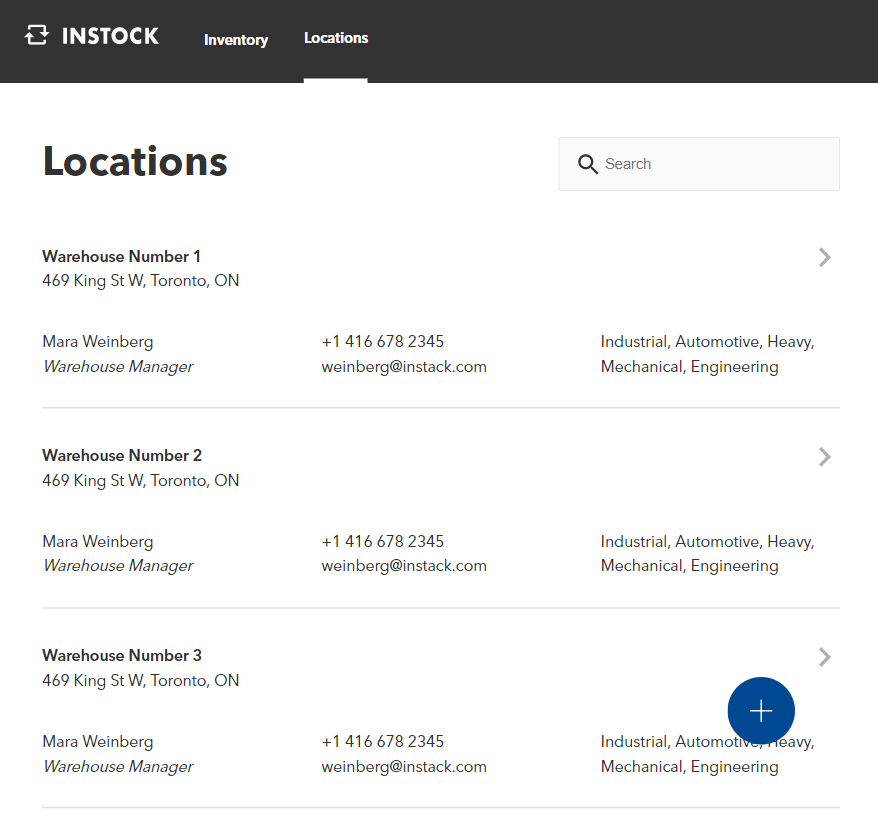 INSTOCK
Inventory
Locations
Locations
Search
Warehouse Number 1
469 King St W, Toronto, ON
Mara Weinberg
Warehouse Manager
+1 416 678 2345
weinberg@instack.com
Industrial, Automotive, Heavy,
Mechanical, Engineering
Warehouse Number 2
469 King St W, Toronto, ON
Mara Weinberg
Warehouse Manager
+1 416 678 2345
weinberg@instack.com
Industrial, Automotive, Heavy,
Mechanical, Engineering
Warehouse Number 3
469 King St W, Toronto, ON
Mara Weinberg
Warehouse Manager
+1 416 678 2345
weinberg@instack.com
Industrial, Automotive, Heavy,
Mechanical, Engineering